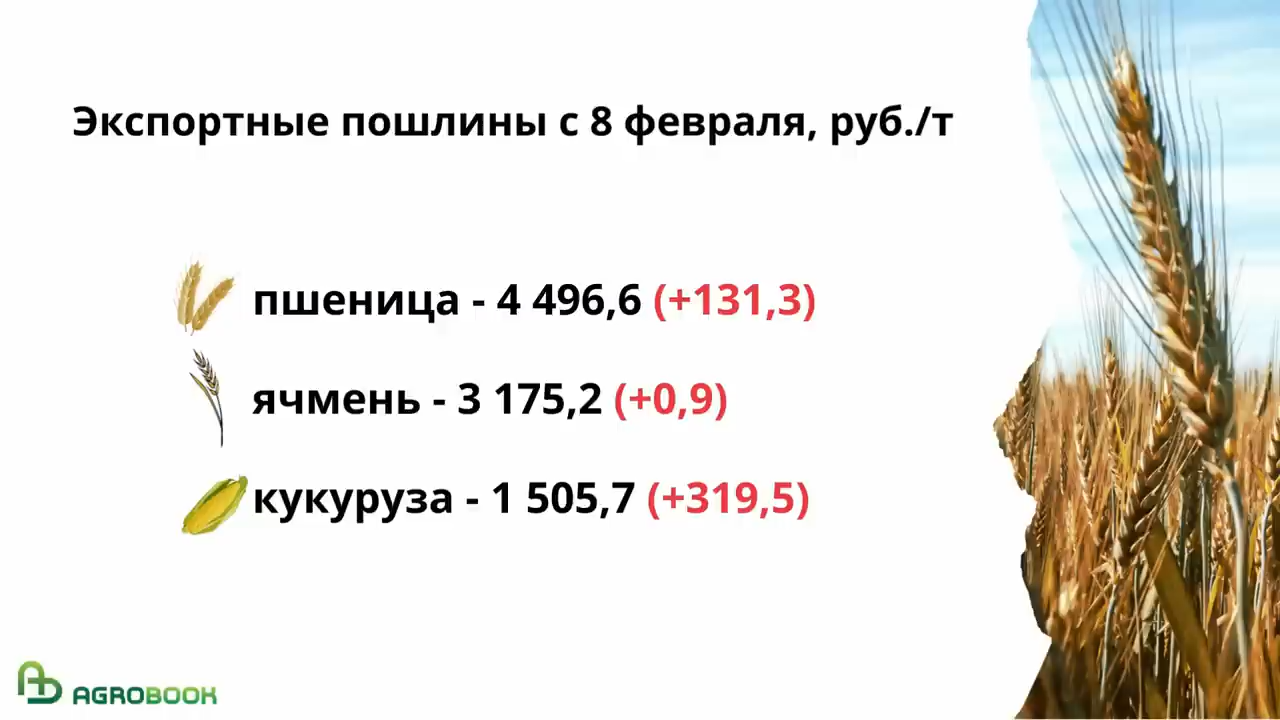 Экспортные пошлины с 8 февраля, руб./т
пшеница - 4 496,6 (+131,3)
ячмень - 3 175,2 (+0,9)
кукуруза - 1 505,7 (+319,5)
AGROBOOK